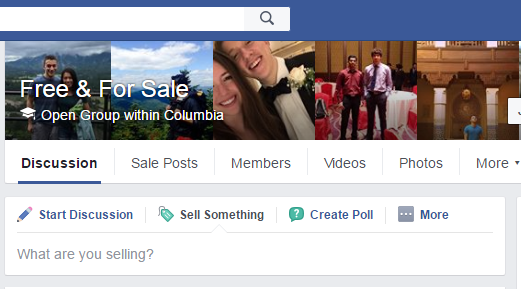 Free & For Sale
Open Group within Columbia
Discussion Sale Posts Members Videos Photos More
Start Discussion Sell Something Create Poll More
What are you selling?